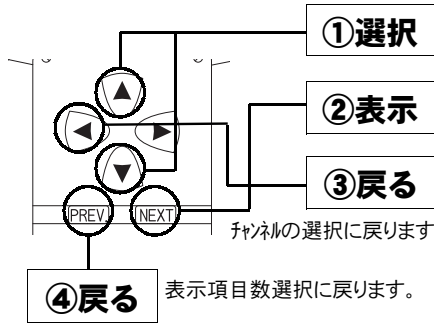 ①選択
②表示
③戻る
PREV
NEXT
ﾁｬﾝﾈﾙの選択に戻ります
④戻る
表示項目数選択に戻ります。